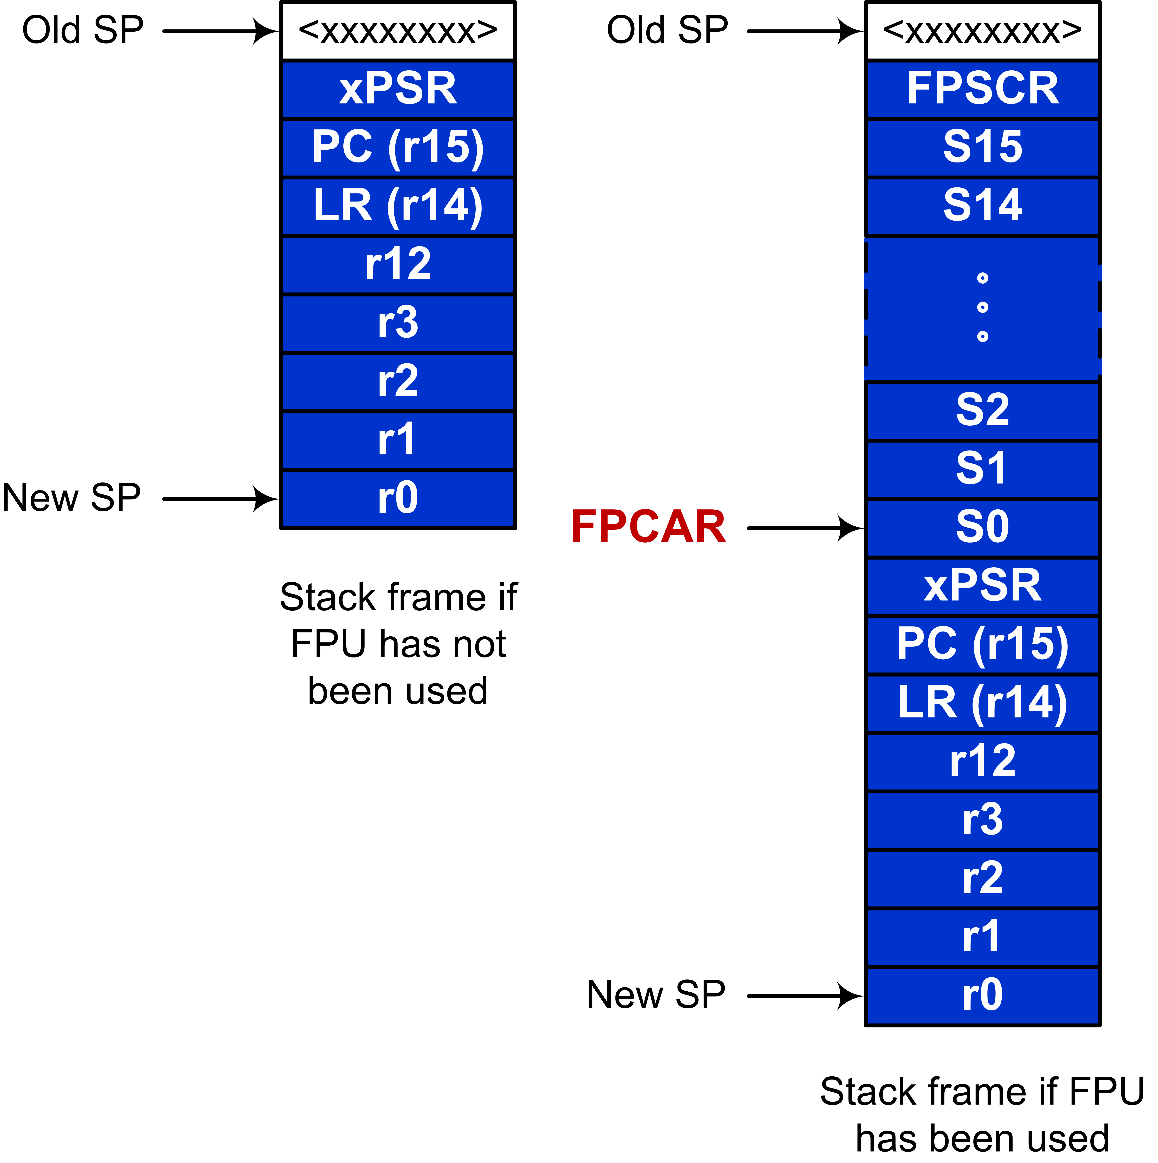 Old SP
<xxxxxxxx>
xPSR
PC (r15)
LR (r14)
r12
r3
r2
r1
New SP
r0
Stack frame if
FPU has not
been used
Old SP
<xxxxxxxx>
FPSCR
S15
S14
S2
S1
FPCAR
S0
xPSR
PC (r15)
LR (r14)
r12
r3
r2
r1
New SP
r0
Stack frame if FPU
has been used